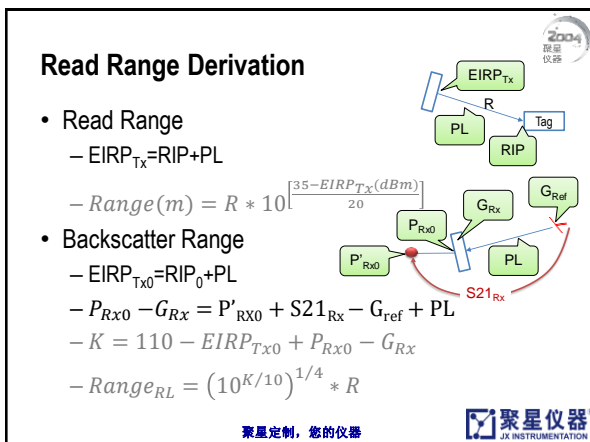 2004
聚星
仪器
Read Range Derivation
• Read Range
– EIRP_Tx=RIP+PL
– Range(m) = R * 10^[35−EIRP_Tx(dBm)/20]
• Backscatter Range
– EIRP_Tx0=RIP_0+PL
– P_Rx0 − G_Rx = P'_RX0 + S21_Rx − G_ref + PL
– K = 110 − EIRP_Tx0 + P_Rx0 − G_Rx
– Range_RL = (10^K/10)^1/4 * R
EIRP_Tx
R
Tag
PL
RIP
G_Ref
G_Rx
P_Rx0
P'_Rx0
PL
S21_Rx
聚星定制，您的仪器
聚星仪器
JX INSTRUMENTATION